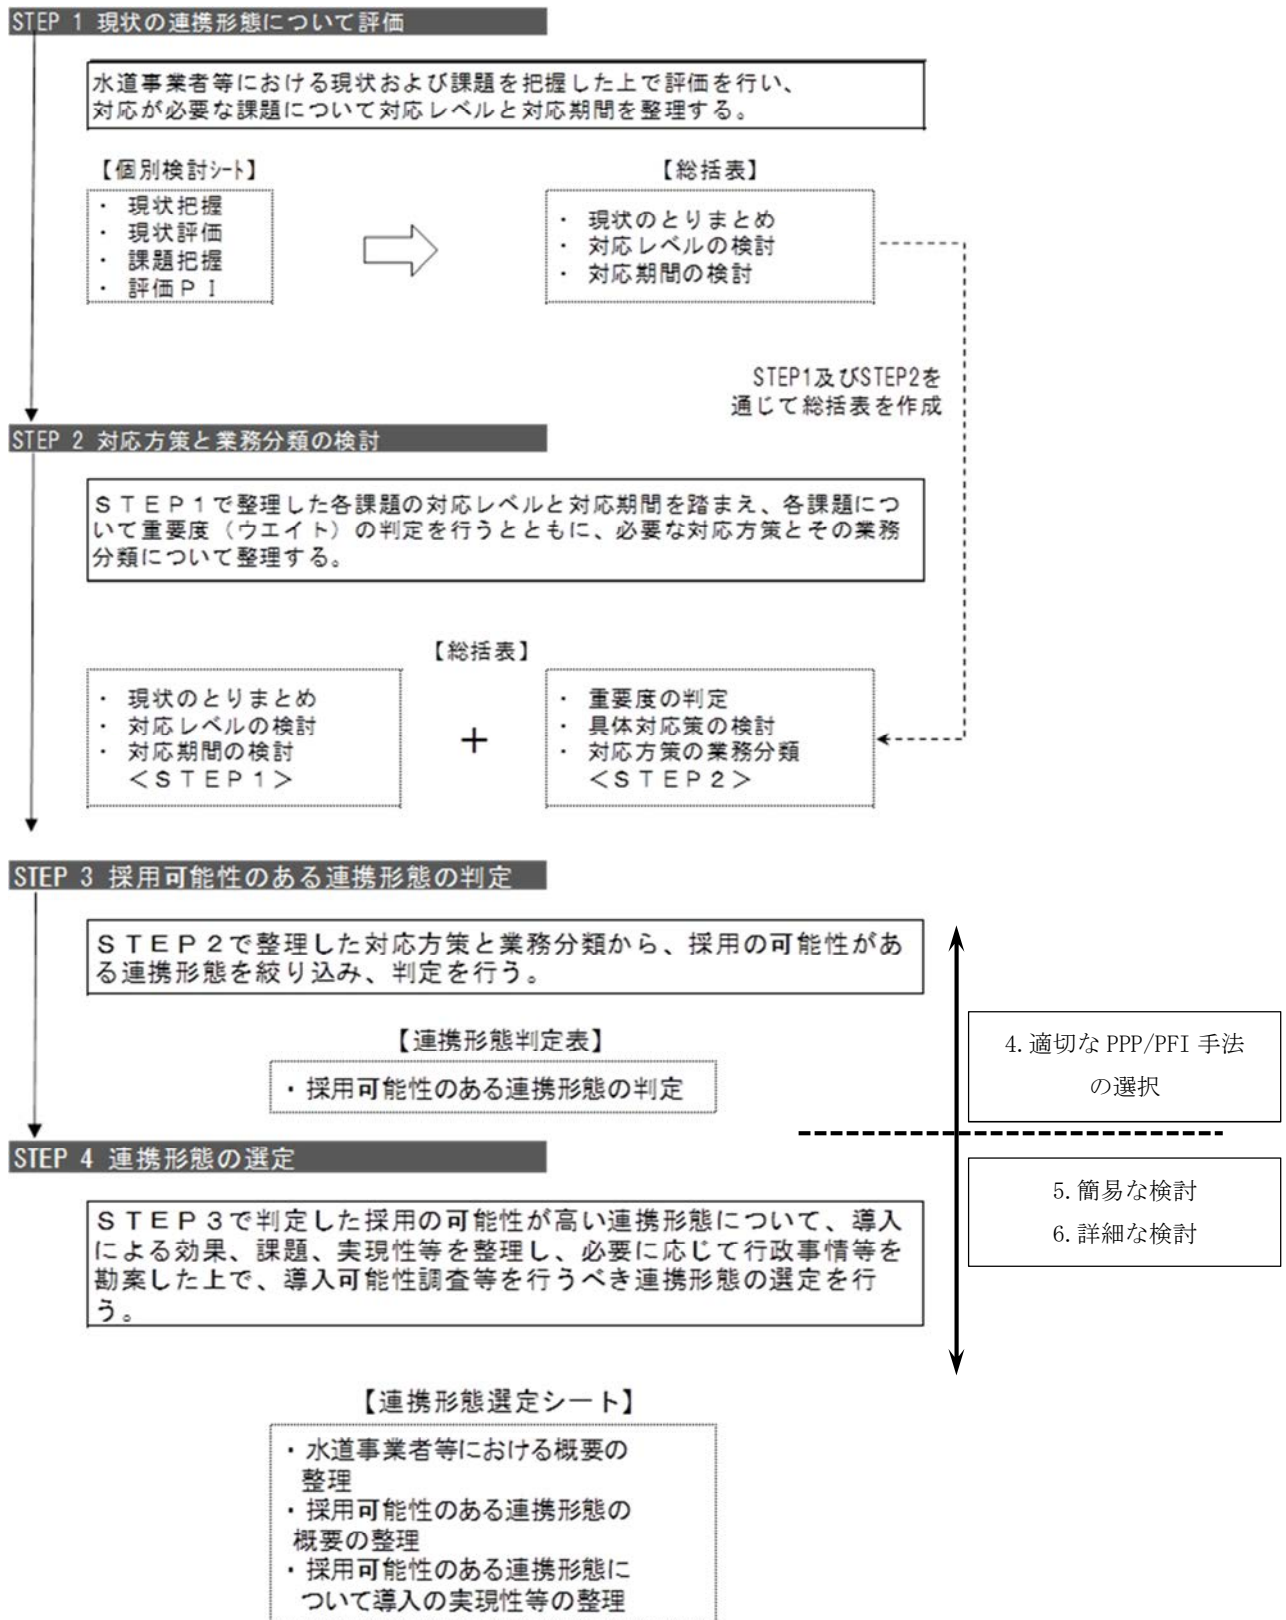 STEP 1 現状の連携形態について評価
水道事業者等における現状および課題を把握した上で評価を行い、
対応が必要な課題について対応レベルと対応期間を整理する。
【個別検討シート】
・ 現状把握
・ 現状評価
・ 課題把握
・ 評価ＰＩ
【総括表】
・ 現状のとりまとめ
・ 対応レベルの検討
・ 対応期間の検討
STEP1及びSTEP2を
通じて総括表を作成
STEP 2 対応方策と業務分類の検討
ＳＴＥＰ１で整理した各課題の対応レベルと対応期間を踏まえ、各課題につ
いて重要度（ウエイト）の判定を行うとともに、必要な対応方策とその業務
分類について整理する。
【総括表】
・ 現状のとりまとめ
・ 対応レベルの検討
・ 対応期間の検討
＜ＳＴＥＰ１＞
＋
・ 重要度の判定
・ 具体対応策の検討
・ 対応方策の業務分類
＜ＳＴＥＰ２＞
STEP 3 採用可能性のある連携形態の判定
ＳＴＥＰ２で整理した対応方策と業務分類から、採用の可能性があ
る連携形態を絞り込み、判定を行う。
【連携形態判定表】
・採用可能性のある連携形態の判定
4.適切な PPP/PFI 手法
の選択
STEP 4 連携形態の選定
5.簡易な検討
6.詳細な検討
ＳＴＥＰ３で判定した採用の可能性が高い連携形態について、導入
による効果、課題、実現性等を整理し、必要に応じて行政事情等を
勘案した上で、導入可能性調査等を行うべき連携形態の選定を行
う。
【連携形態選定シート】
・水道事業者等における概要の
整理
・採用可能性のある連携形態の
概要の整理
・採用可能性のある連携形態に
ついて導入の実現性等の整理